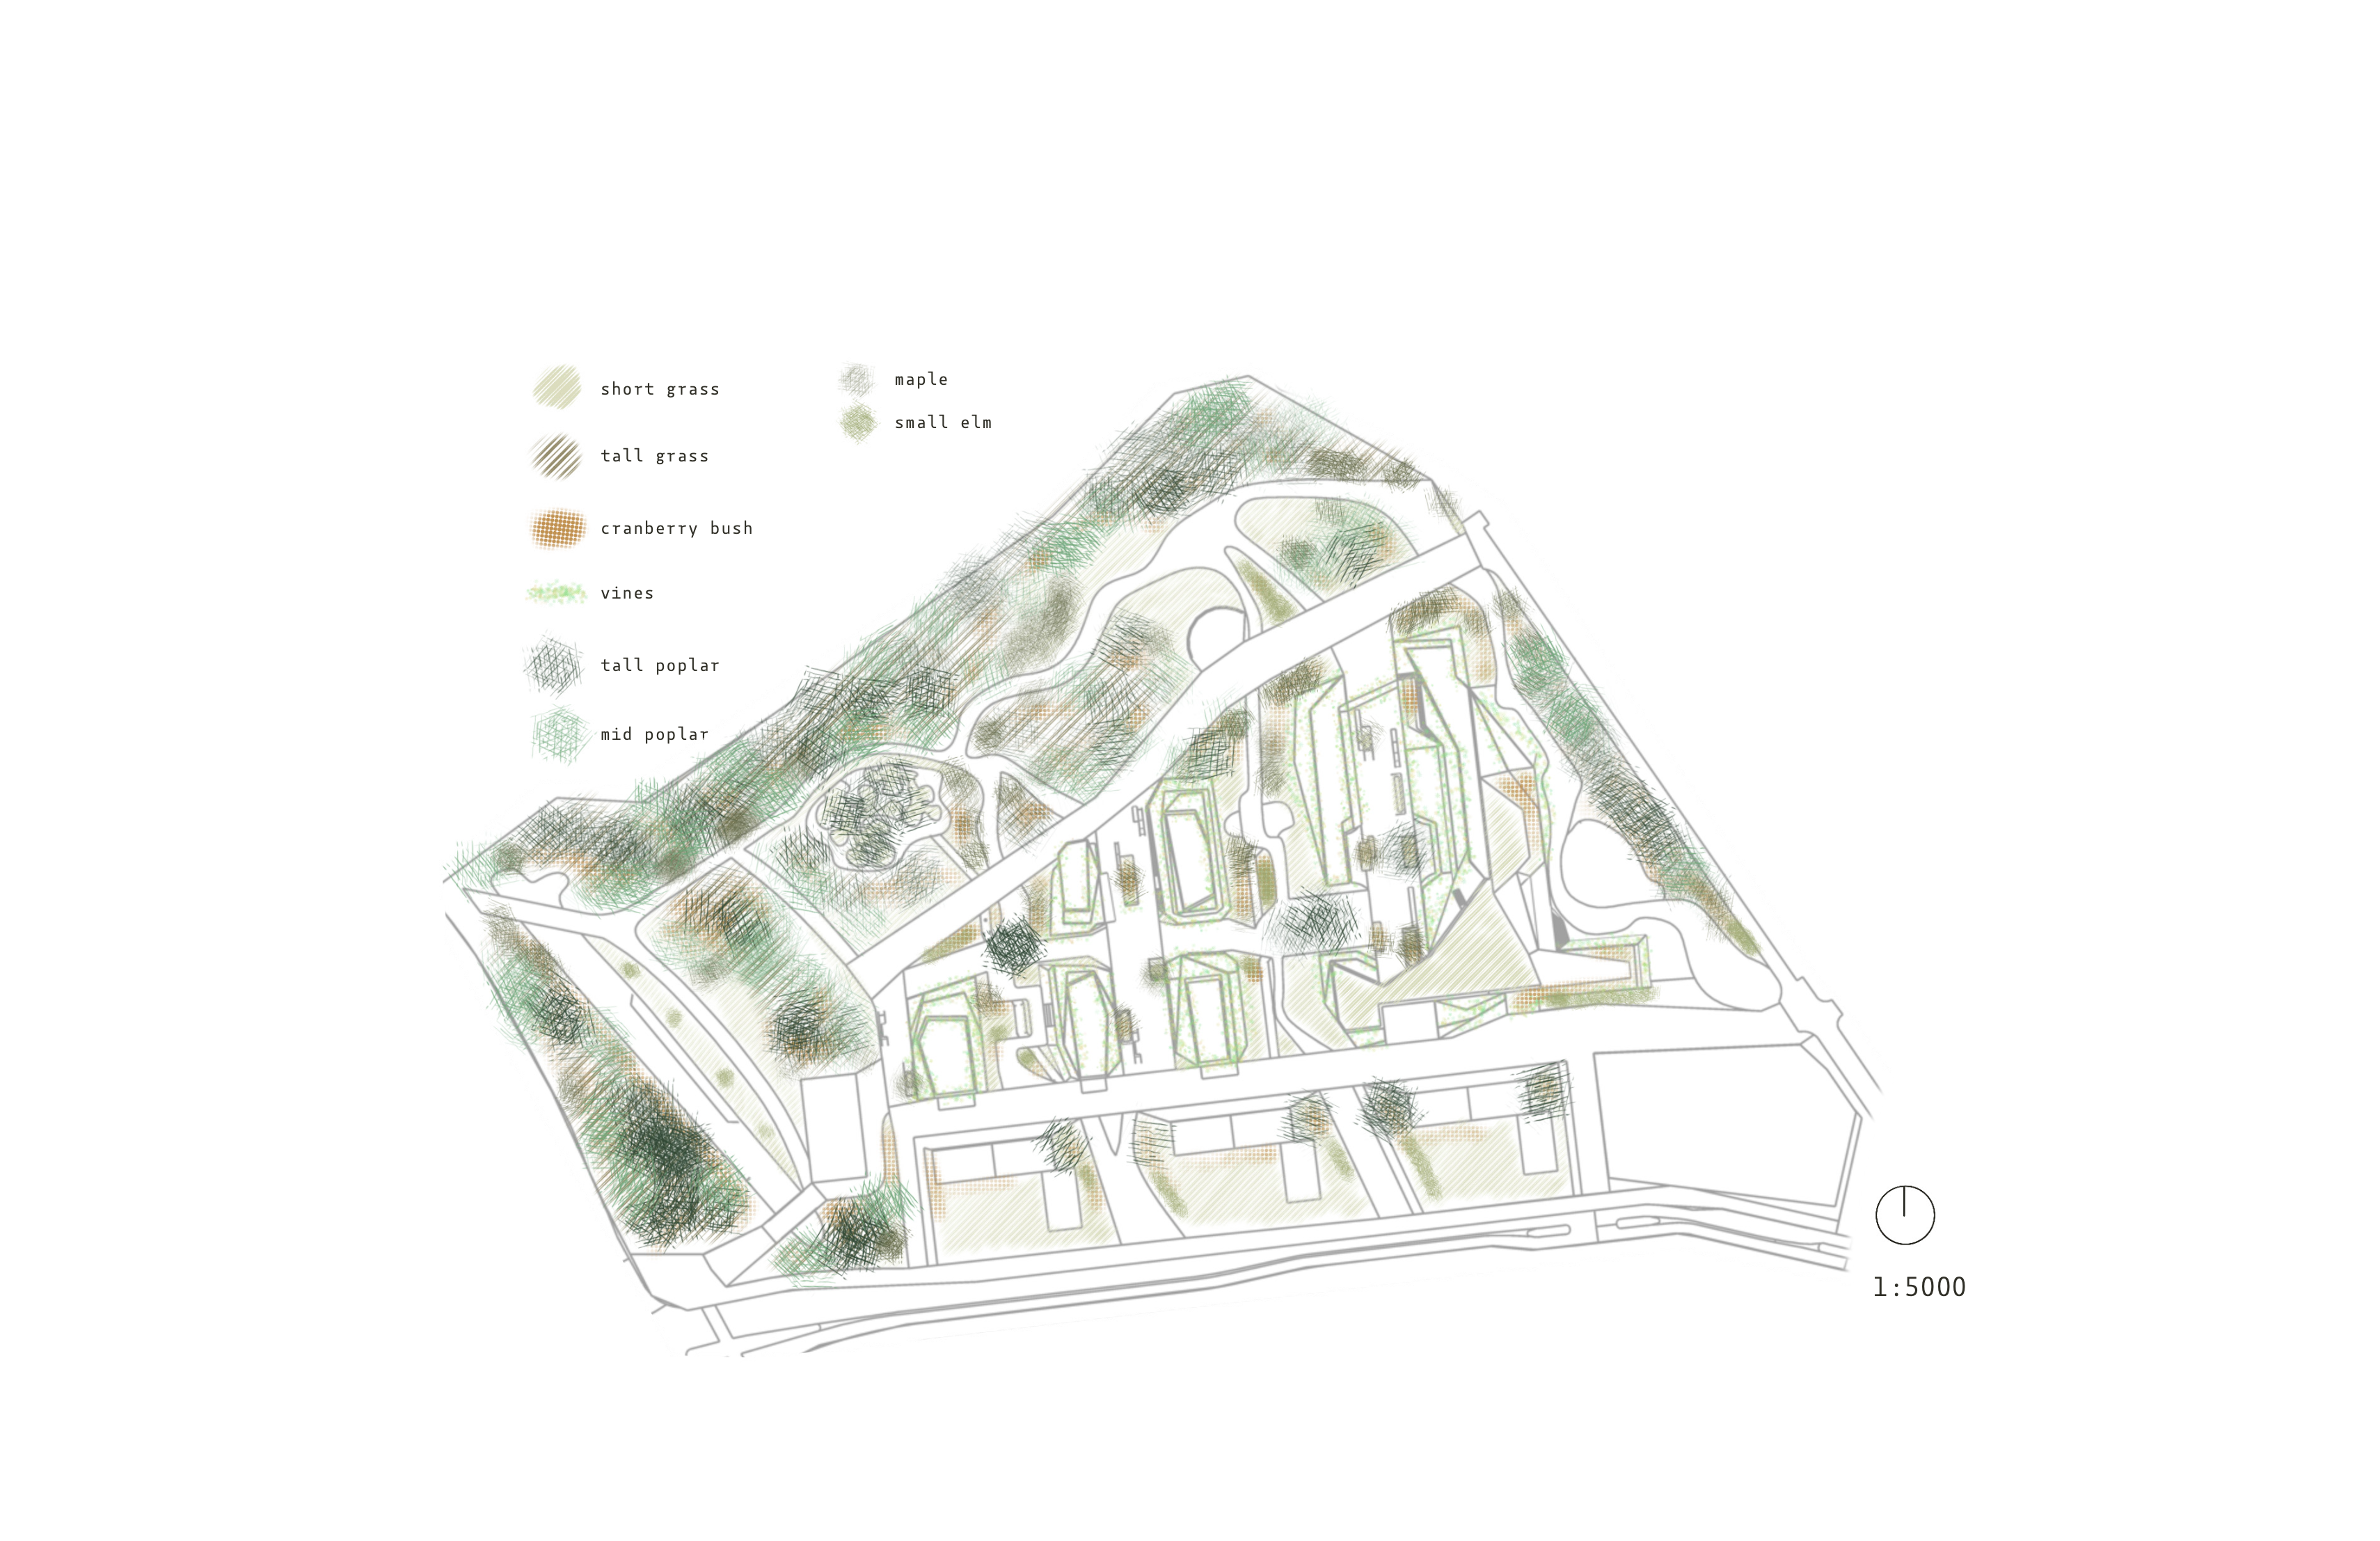 short grass
tall grass
cranberry bush
vines
tall poplar
mid poplar
maple
small elm
1:5000